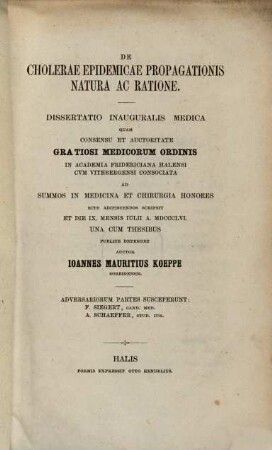 DE
CHOLERAE EPIDEMICAE PROPAGATIONIS
NATURA AC RATIONE.
DISSERTATIO INAUGURALIS MEDICA
QUAM
CONSENSU ET AUCTORITATE
GRATIOSI MEDICORUM ORDINIS
IN ACADEMIA FRIDERICIANA HALENSI
CVM VITEBERGENSI CONSOCIATA
AD
SUMMOS IN MEDICINA ET CHIRURGIA HONORES
RITE ADIPISCENDOS SCRIPSIT
ET DIE IX. MENSIS IULII A. MDCCCLVI.
UNA CUM THESIBUS
PUBLICE DEFENDET
AUCTOR
IOANNES MAURITIUS KOEPPE
ADVERSARIORUM PARTES SUSCEPERUNT:
F. SIEGERT, CAND. MED.
A. SCHAEFFER, STUD. IUR.
HALIS
FORMIS EXPRESSIT OTTO HENDELIUS.